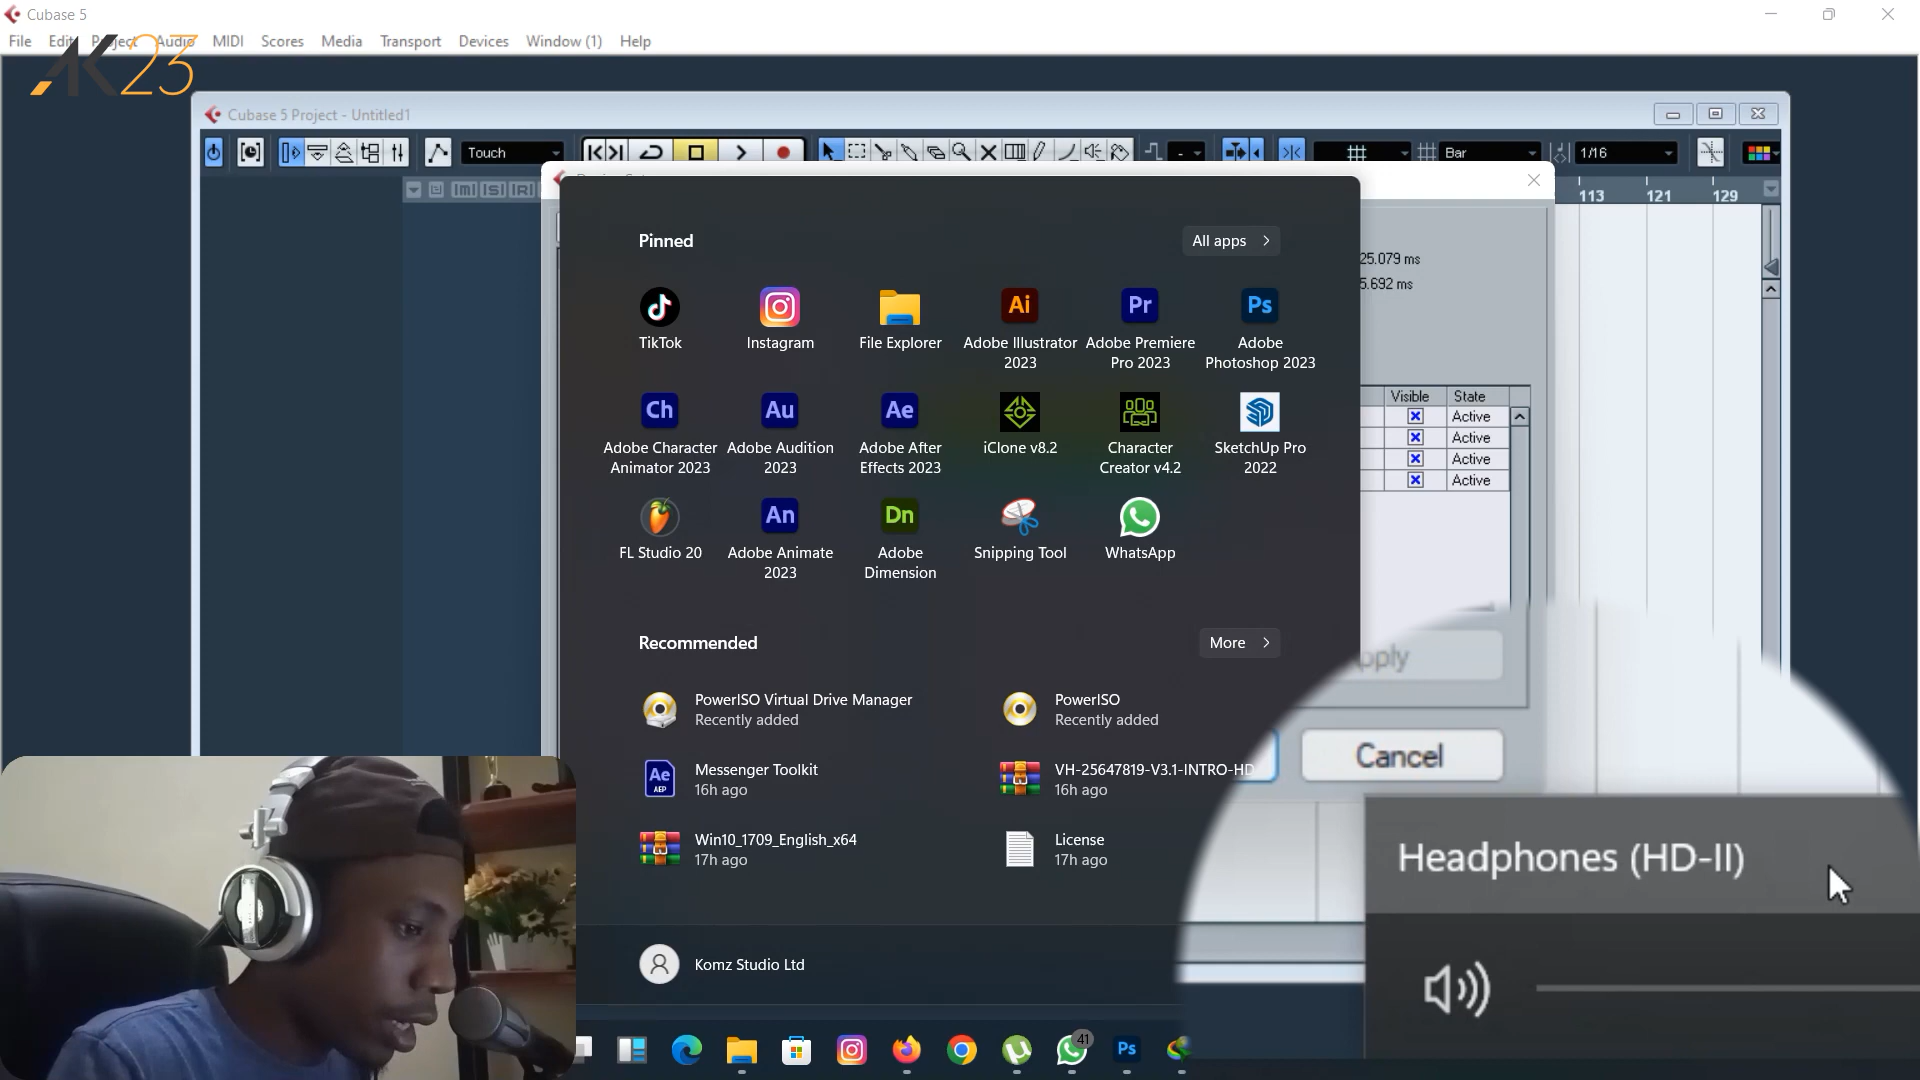 Cubase 5
File Edit Project Audio MIDI Scores Media Transport Devices Window (1) Help
AK23
Cubase 5 Project - Untitled1
Touch
Bar
1/16
113 121 129
Pinned
All apps
25.079 ms
5.692 ms
TikTok
Instagram
File Explorer
Adobe Illustrator 2023
Adobe Premiere Pro 2023
Adobe Photoshop 2023
Visible State
Active
Active
Active
Active
Adobe Character Animator 2023
Adobe Audition 2023
Adobe After Effects 2023
iClone v8.2
Character Creator v4.2
SketchUp Pro 2022
FL Studio 20
Adobe Animate 2023
Adobe Dimension
Snipping Tool
WhatsApp
Recommended
More
PowerISO Virtual Drive Manager
Recently added
PowerISO
Recently added
Messenger Toolkit
16h ago
VH-25647819-V3.1-INTRO-HD
16h ago
Cancel
Win10_1709_English_x64
17h ago
License
17h ago
Headphones (HD-II)
Komz Studio Ltd
41